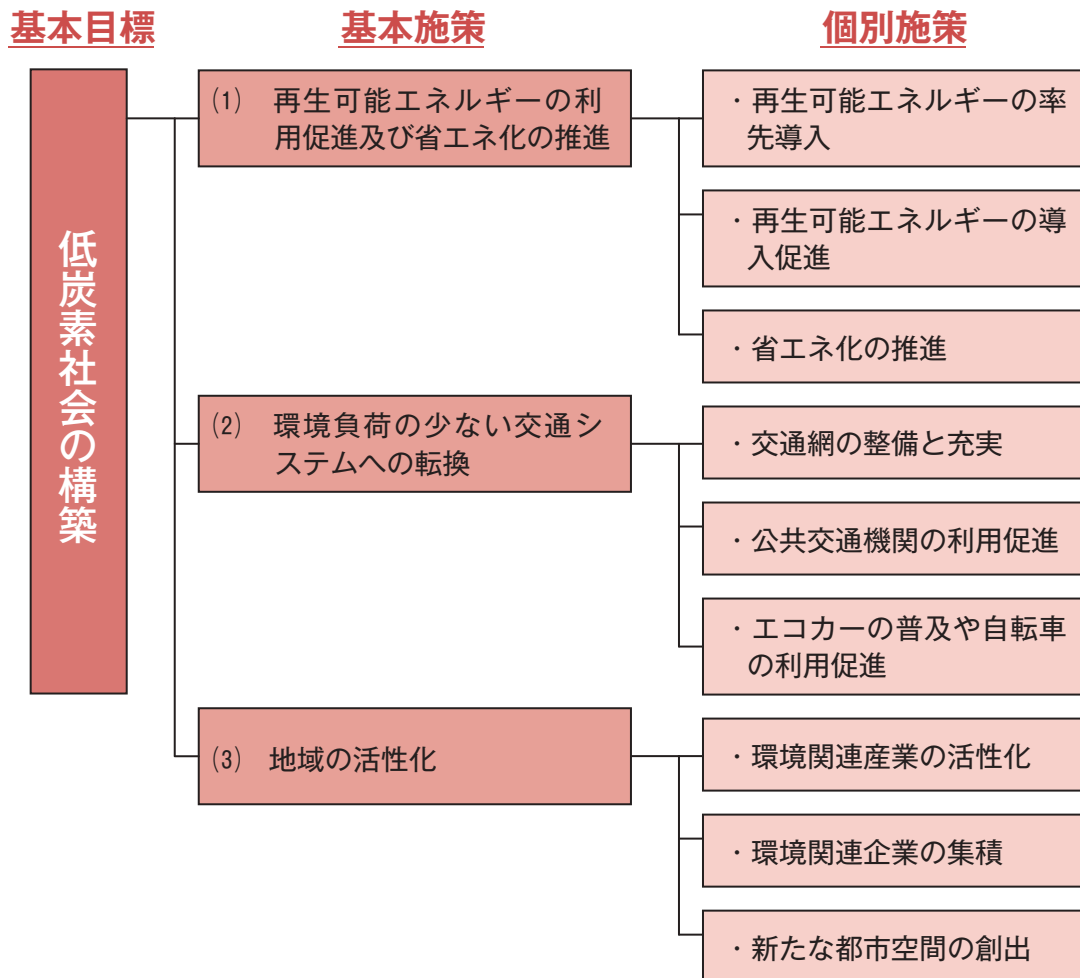 基本目標
基本施策
個別施策
低炭素社会の構築
(1) 再生可能エネルギーの利
用促進及び省エネ化の推進
・再生可能エネルギーの率
先導入
・再生可能エネルギーの導
入促進
・省エネ化の推進
(2) 環境負荷の少ない交通シ
ステムへの転換
・交通網の整備と充実
・公共交通機関の利用促進
・エコカーの普及や自転車
の利用促進
(3) 地域の活性化
・環境関連産業の活性化
・環境関連企業の集積
・新たな都市空間の創出